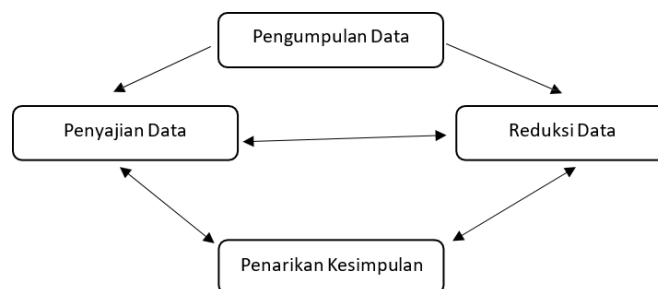 Pengumpulan Data
Penyajian Data
Reduksi Data
Penarikan Kesimpulan